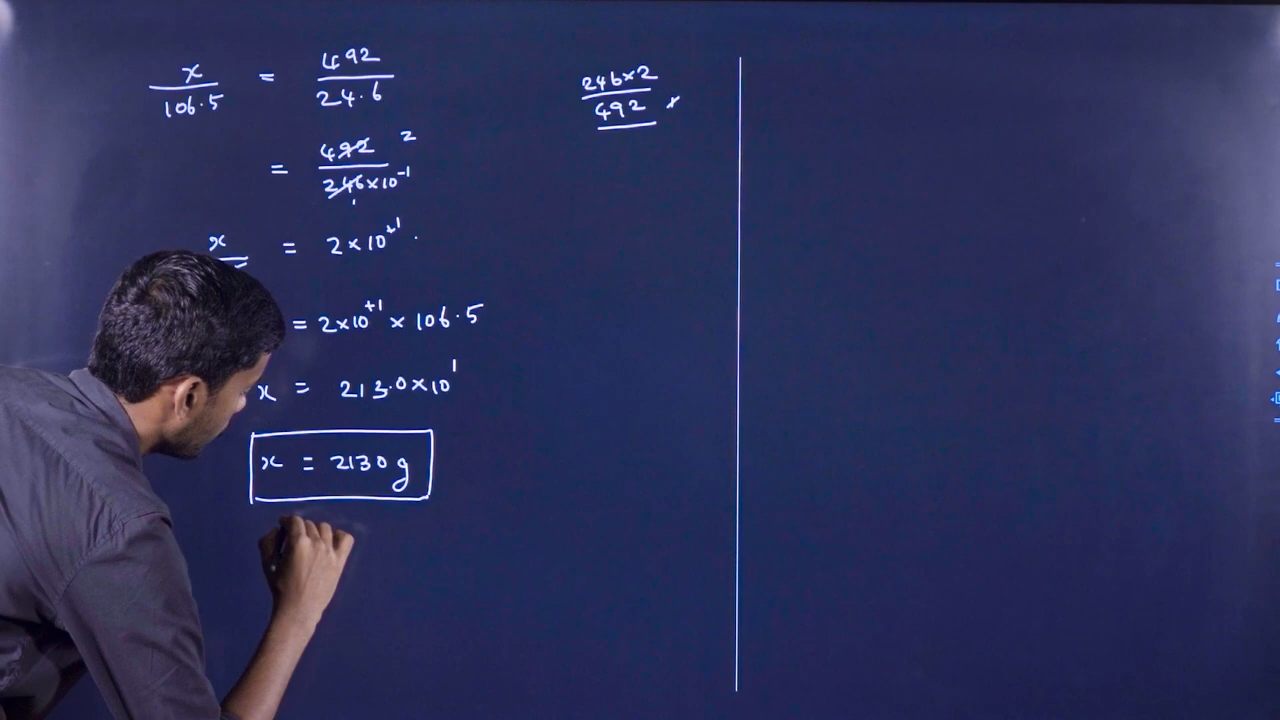 x/106.5 = 492/24.6
= 492/246×10⁻¹ 2 1
x = 2×10⁺¹
= 2×10⁺¹ × 106.5
x = 213.0×10¹
x = 2130 g
246×2
492